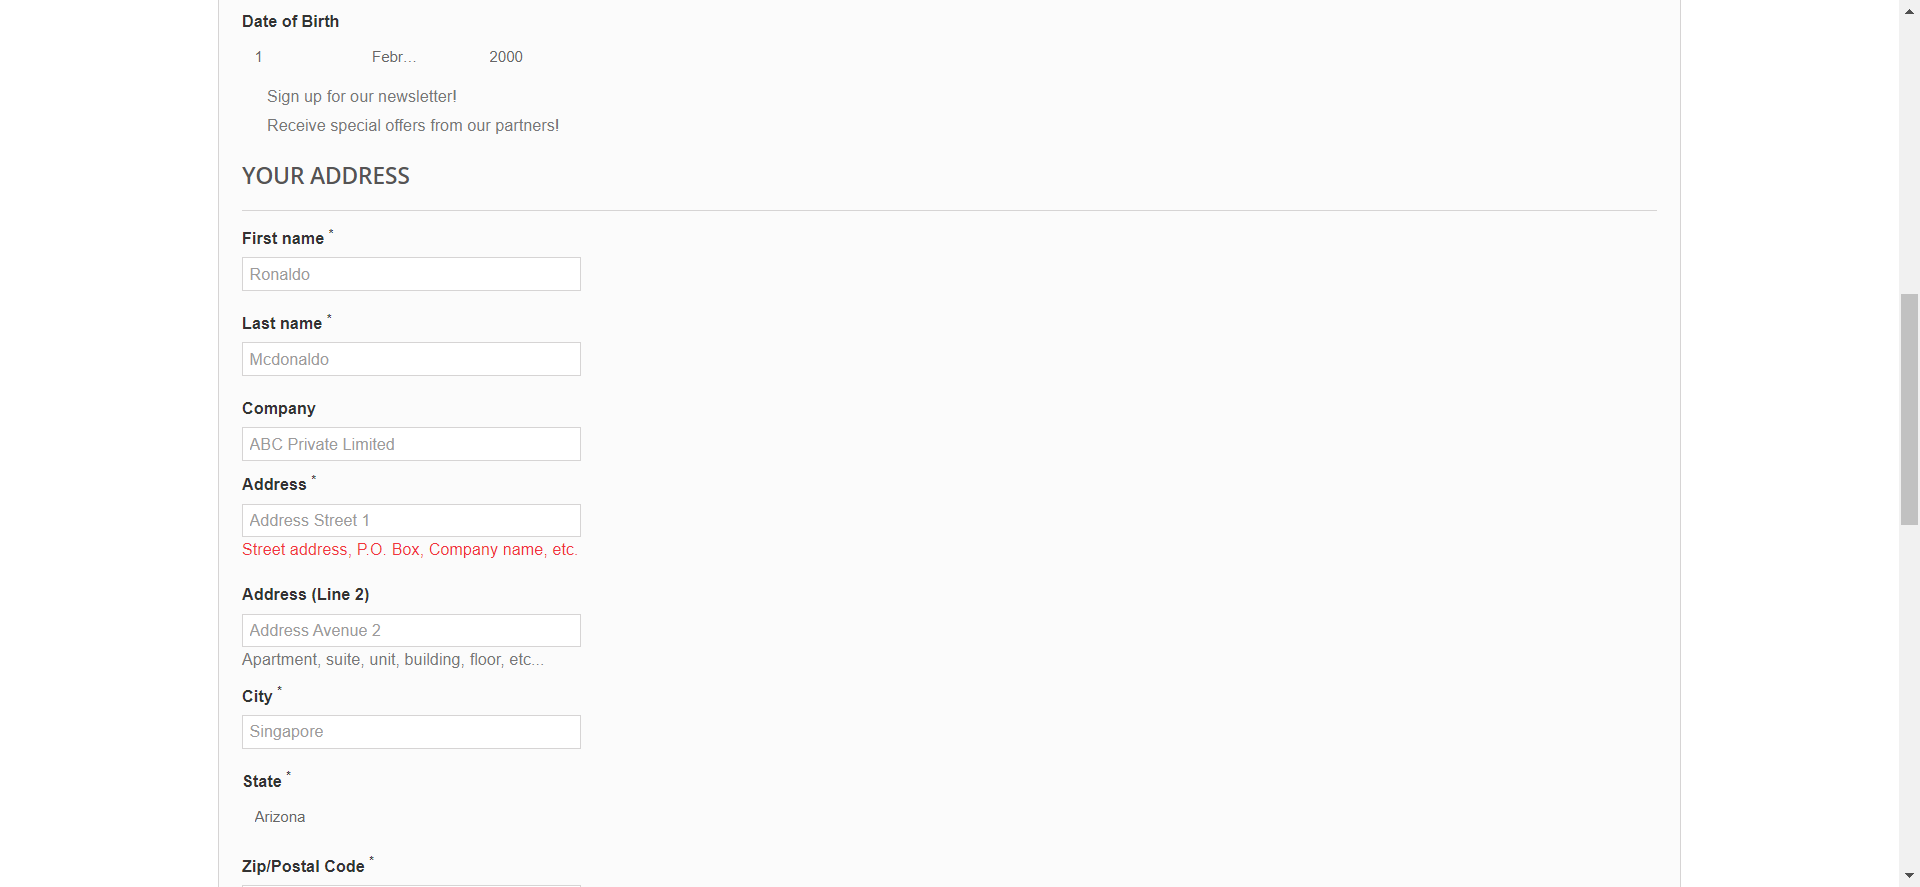 Date of Birth
1 Febr... 2000
Sign up for our newsletter!
Receive special offers from our partners!
YOUR ADDRESS
First name *
Ronaldo
Last name *
Mcdonaldo
Company
ABC Private Limited
Address *
Address Street 1
Street address, P.O. Box, Company name, etc.
Address (Line 2)
Address Avenue 2
Apartment, suite, unit, building, floor, etc...
City *
Singapore
State *
Arizona
Zip/Postal Code *